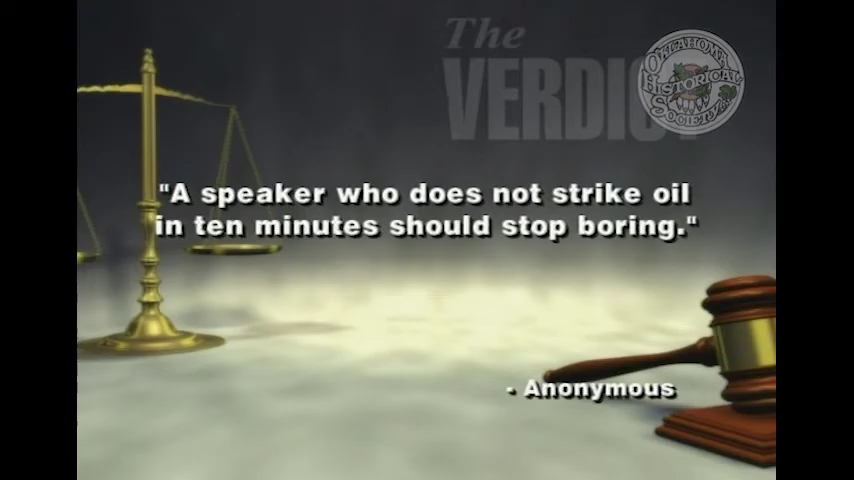 The
VERDICT
OKLAHOMA
HISTORICAL
SOCIETY
"A speaker who does not strike oil
in ten minutes should stop boring."
- Anonymous